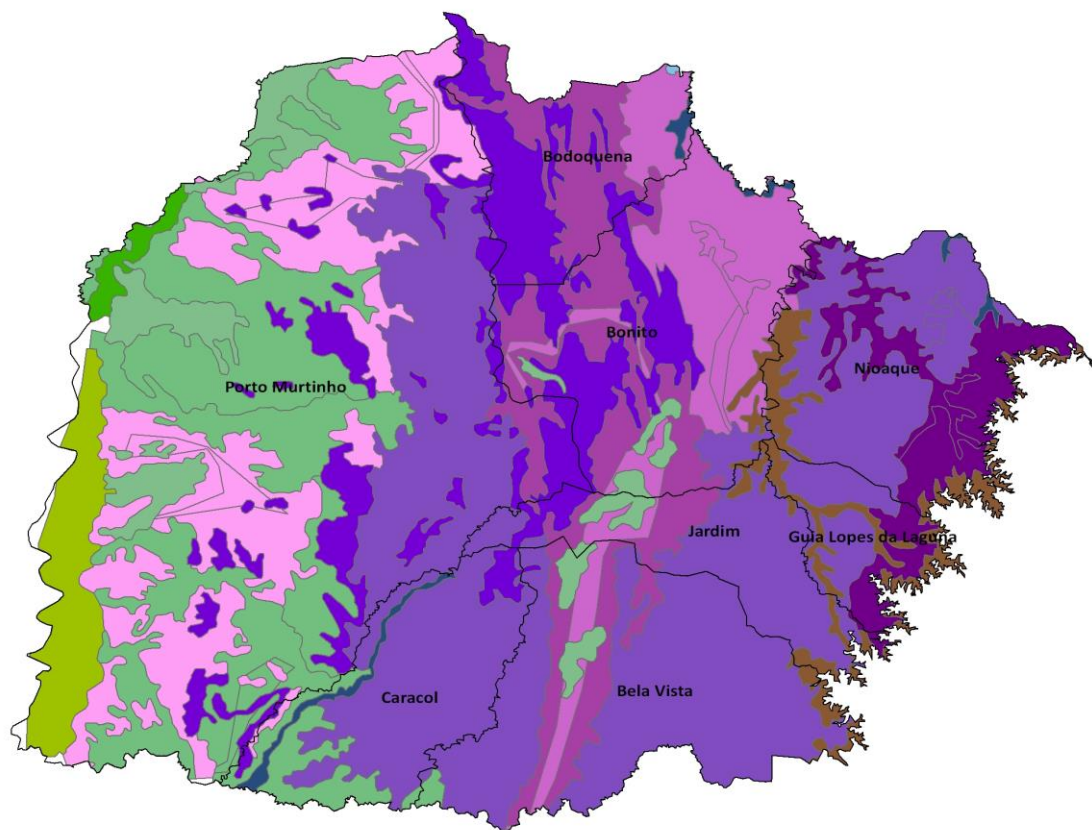 Bodoquena
Bonito
Nioaque
Porto Murtinho
Jardim
Guia Lopes da Laguna
Caracol
Bela Vista